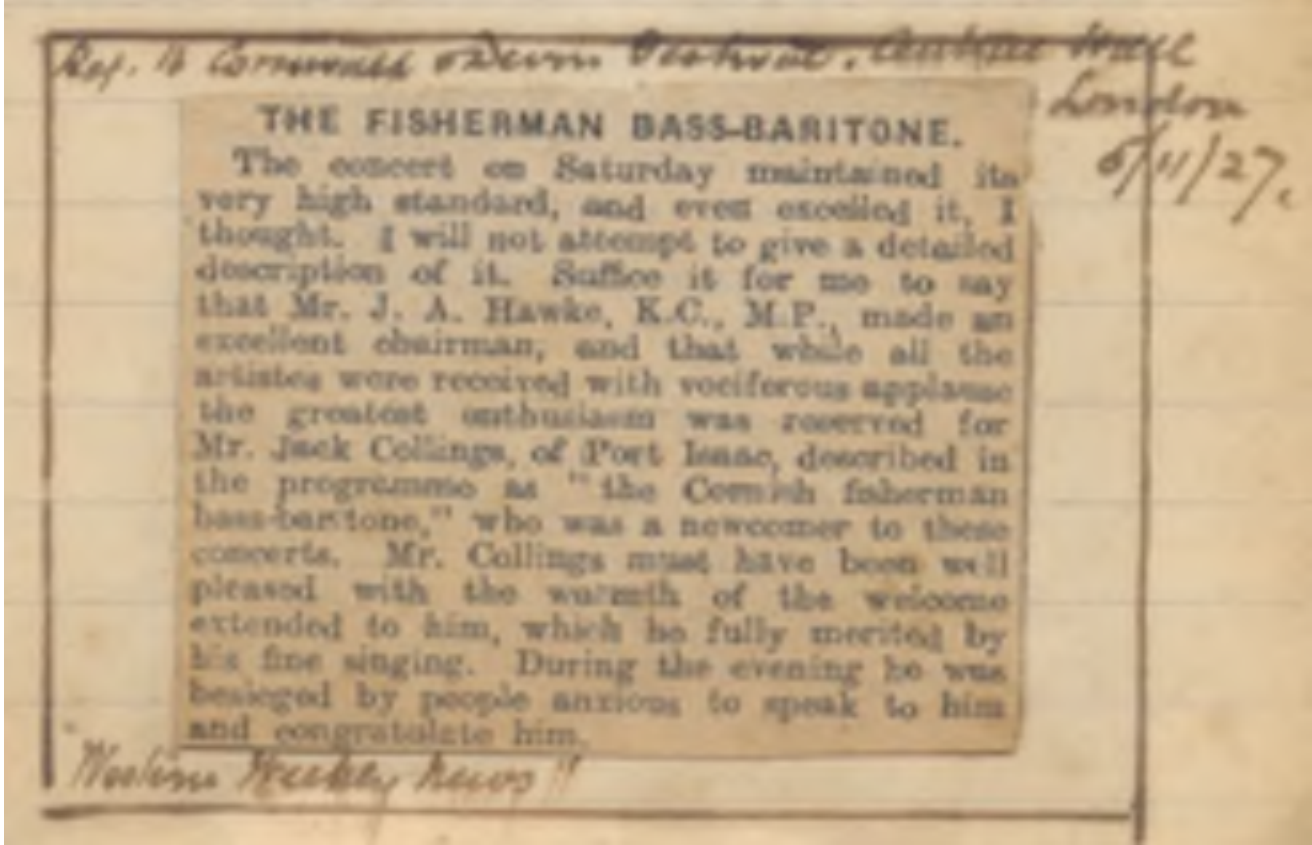 Ref. to Cornwall & Devon Festival. Central Hall
London
5/11/27.
THE FISHERMAN BASS-BARITONE.
The concert on Saturday maintained its
very high standard, and even excelled it, I
thought. I will not attempt to give a detailed
description of it. Suffice it for me to say
that Mr. J. A. Hawke, K.C., M.P., made an
excellent chairman, and that while all the
artistes were received with vociferous applause
the greatest enthusiasm was reserved for
Mr. Jack Collings, of Port Isaac, described in
the programme as "the Cornish fisherman
bass-baritone," who was a newcomer to these
concerts. Mr. Collings must have been well
pleased with the warmth of the welcome
extended to him, which he fully merited by
his fine singing. During the evening he was
besieged by people anxious to speak to him
and congratulate him.
"Western Weekly News"